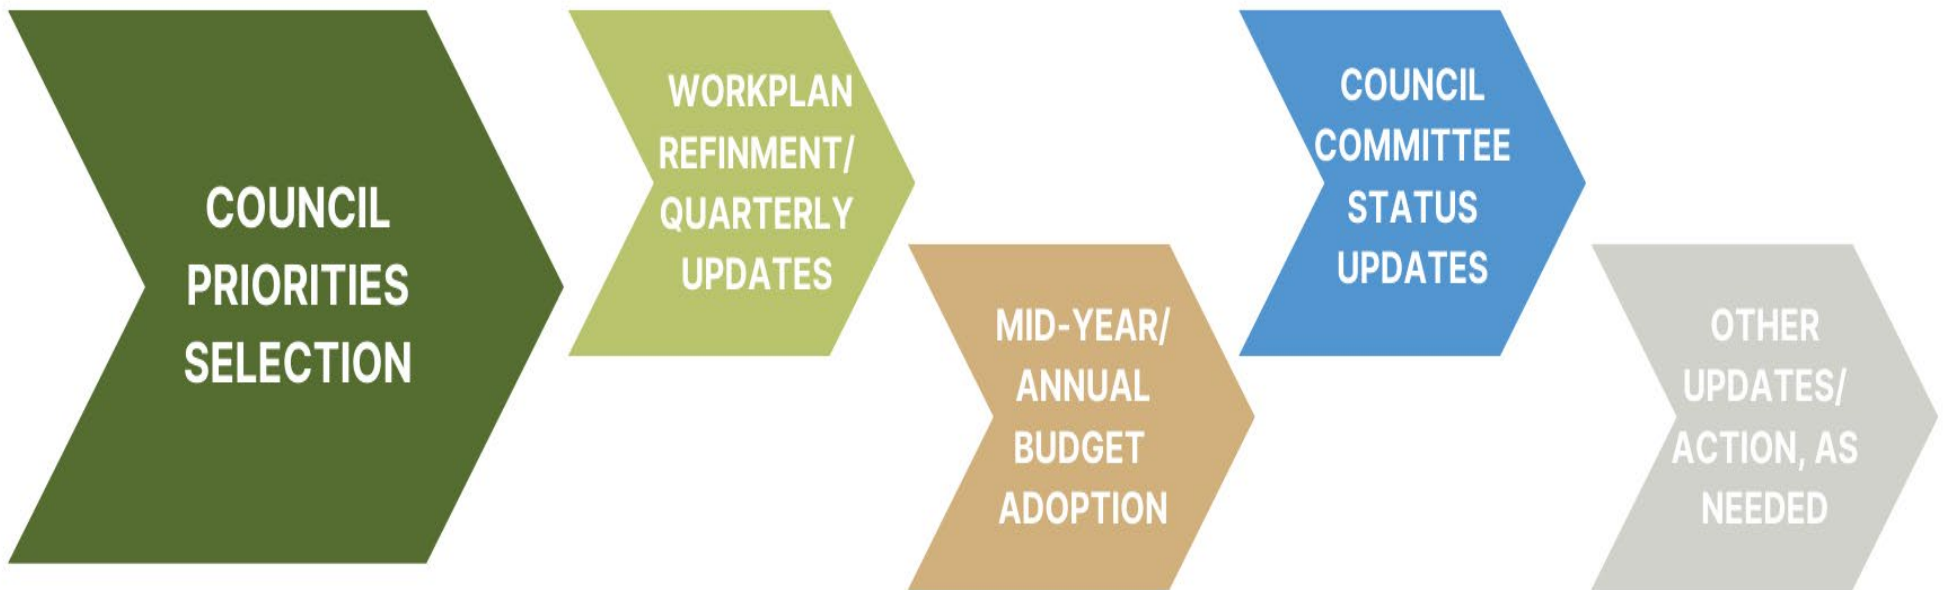 COUNCIL
PRIORITIES
SELECTION
WORKPLAN
REFINMENT/
QUARTERLY
UPDATES
MID-YEAR/
ANNUAL
BUDGET
ADOPTION
COUNCIL
COMMITTEE
STATUS
UPDATES
OTHER
UPDATES/
ACTION, AS
NEEDED